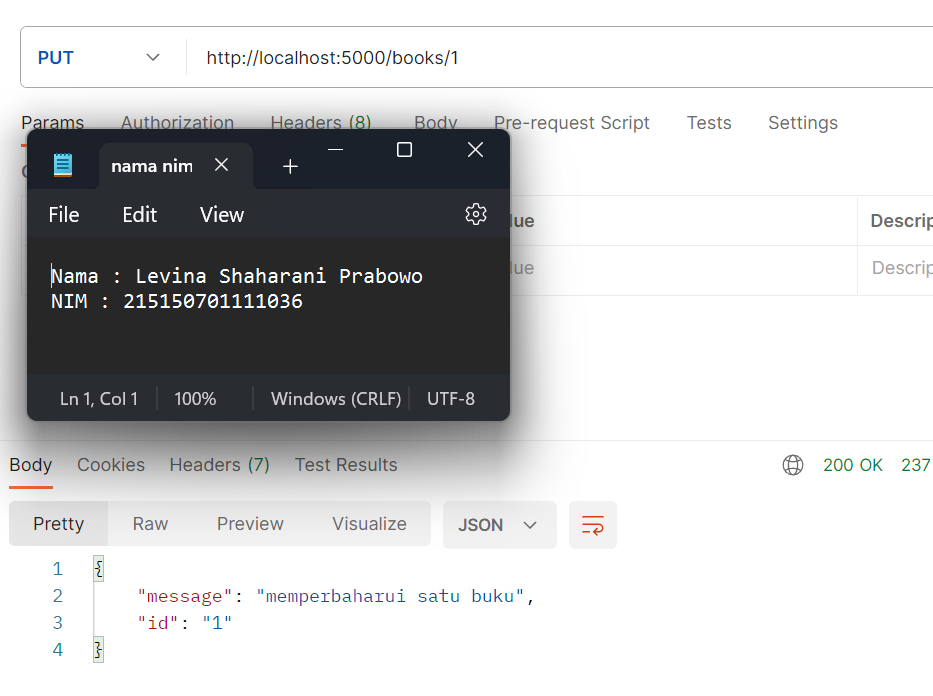 PUT http://localhost:5000/books/1
Params Authorization Headers (8) Body Pre-request Script Tests Settings
nama nim
File Edit View
Nama : Levina Shaharani Prabowo
NIM : 215150701111036
Ln 1, Col 1 100% Windows (CRLF) UTF-8
lue Descrip
lue Descrip
Body Cookies Headers (7) Test Results 200 OK 237
Pretty Raw Preview Visualize JSON
1 {
2 "message": "memperbaharui satu buku",
3 "id": "1"
4 }